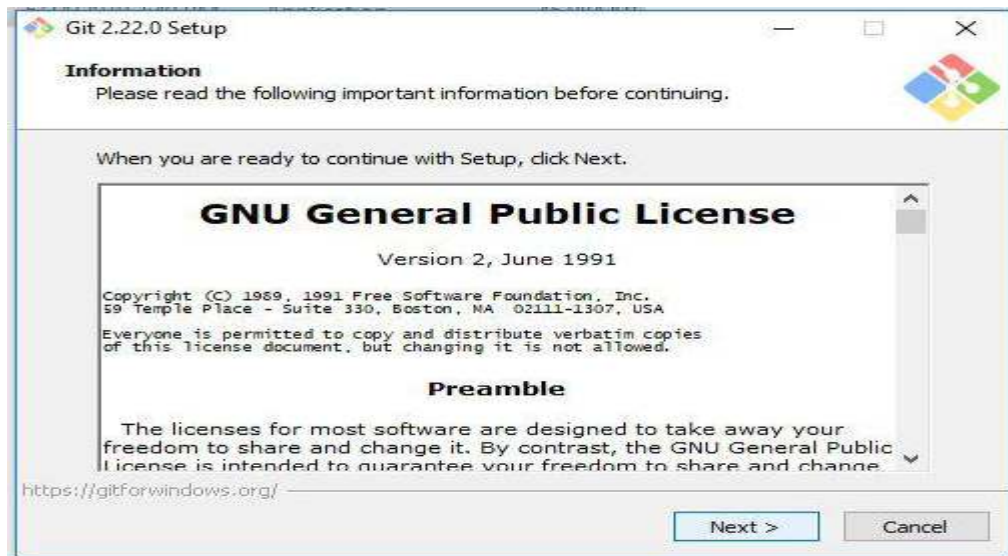 Git 2.22.0 Setup
Information
Please read the following important information before continuing.
When you are ready to continue with Setup, click Next.
GNU General Public License
Version 2, June 1991
Copyright (C) 1989, 1991 Free Software Foundation, Inc.
59 Temple Place - Suite 330, Boston, MA 02111-1307, USA
Everyone is permitted to copy and distribute verbatim copies
of this license document, but changing it is not allowed.
Preamble
The licenses for most software are designed to take away your
freedom to share and change it. By contrast, the GNU General Public
License is intended to guarantee your freedom to share and change
https://gitforwindows.org/
Next >
Cancel